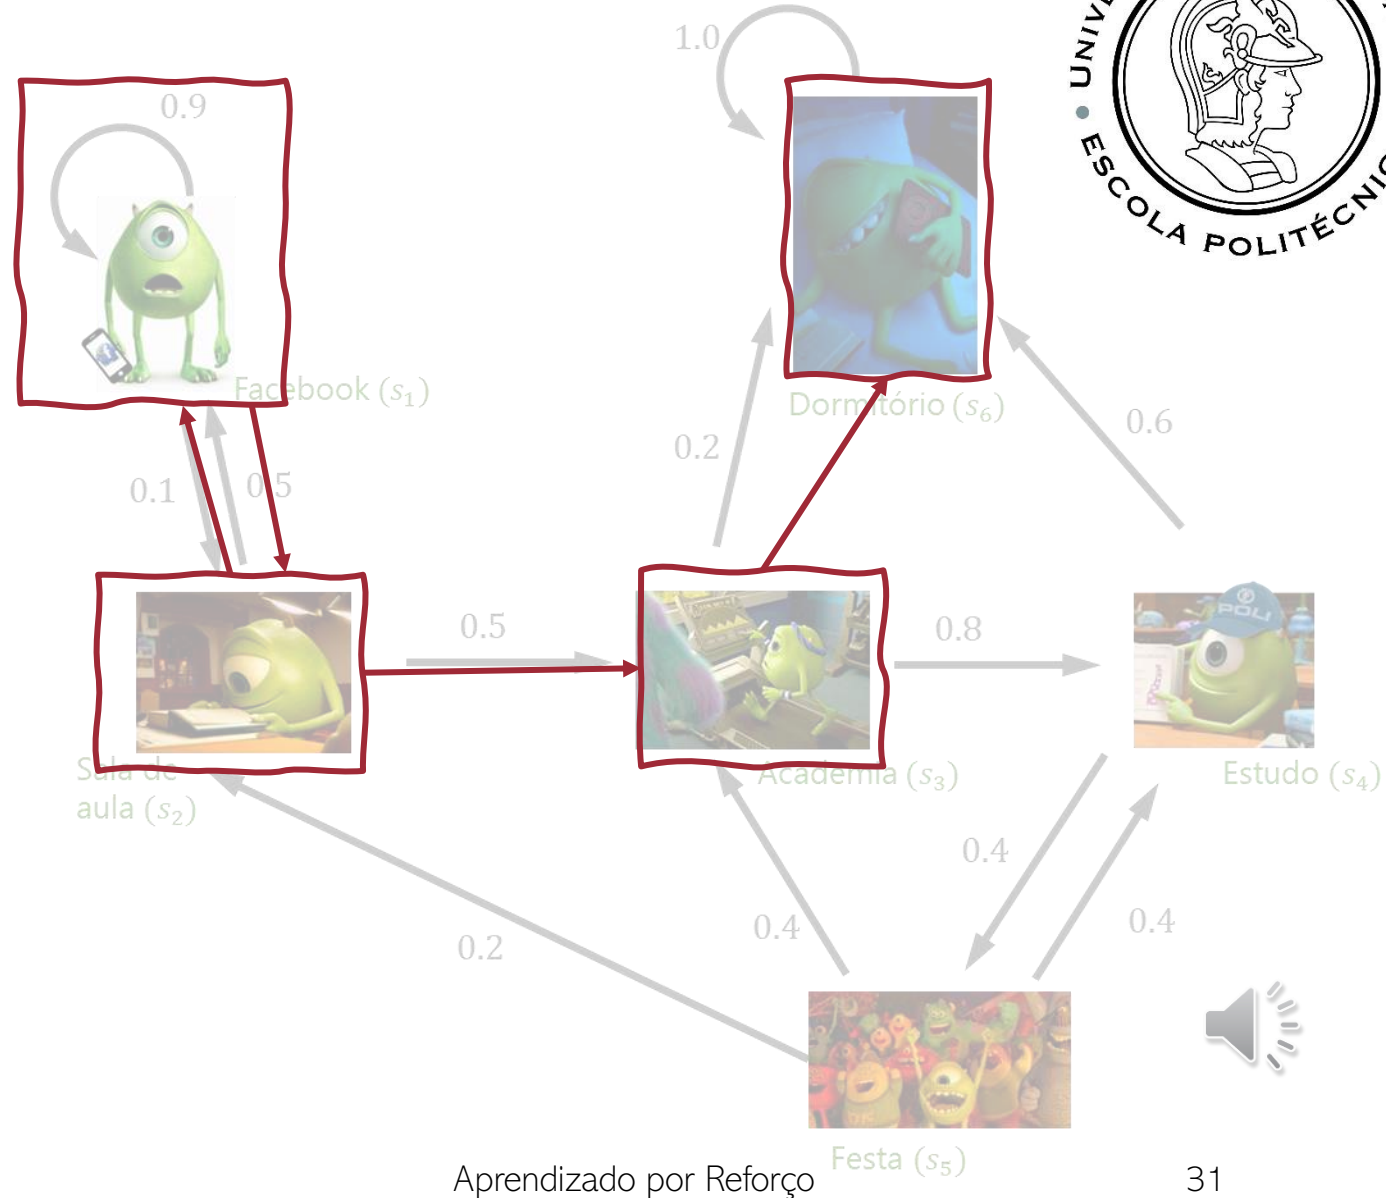 1.0
0.9
UNIVE
ESCOLA POLITÉCNIC
Facebook (s₁)
Dormitório (s₆)
0.6
0.2
0.1
0.5
POLI
0.5
0.8
Sala de
aula (s₂)
Academia (s₃)
Estudo (s₄)
0.4
0.4
0.4
0.2
Festa (s₅)
Aprendizado por Reforço
31